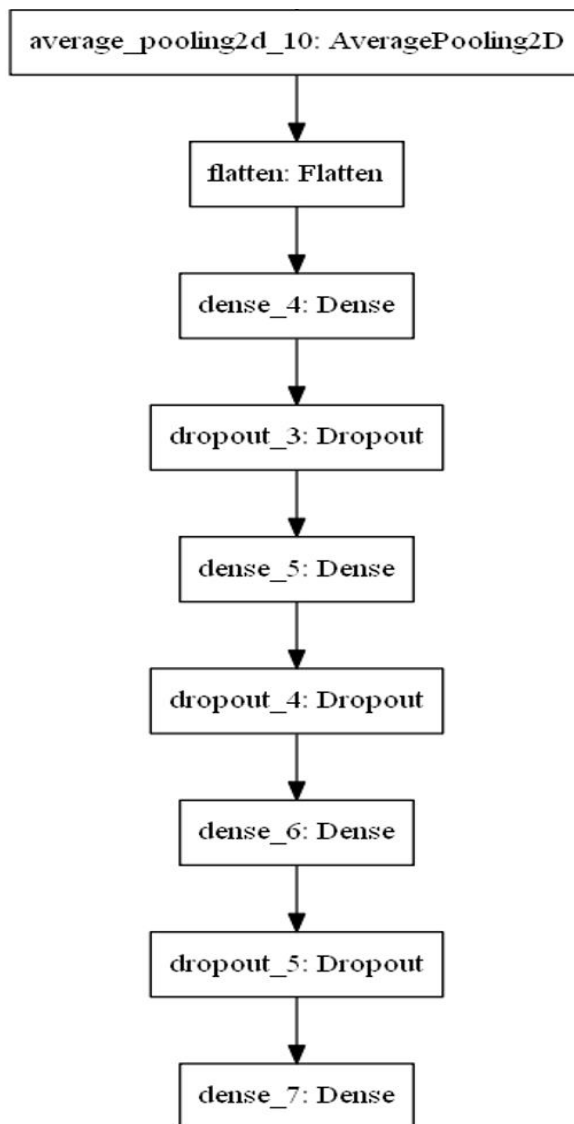 average_pooling2d_10: AveragePooling2D
flatten: Flatten
dense_4: Dense
dropout_3: Dropout
dense_5: Dense
dropout_4: Dropout
dense_6: Dense
dropout_5: Dropout
dense_7: Dense